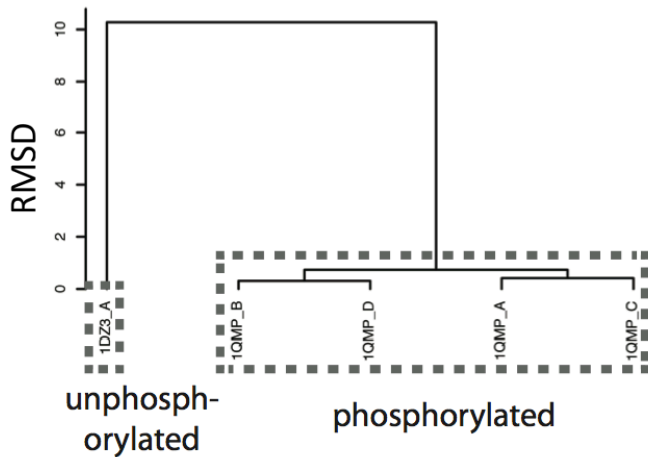 RMSD
10
8
6
4
2
0
1DZ3_A
1QMP_B
1QMP_D
1QMP_A
1QMP_C
unphosph-
orylated
phosphorylated